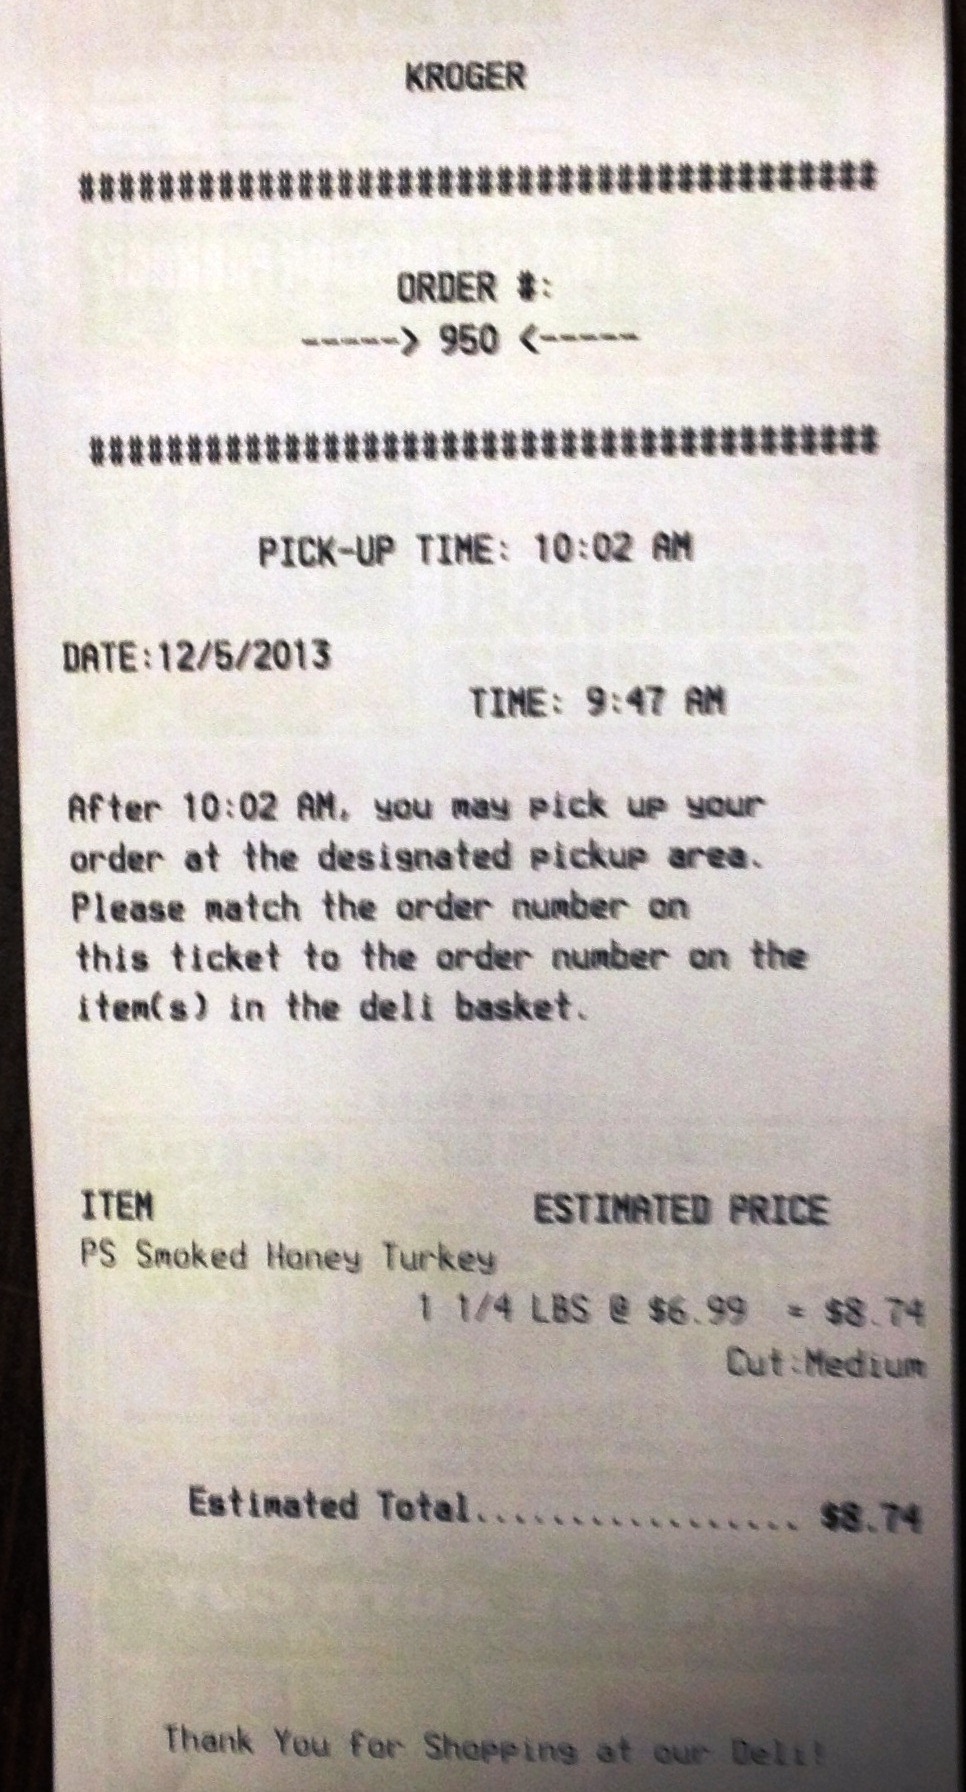 KROGER
########################################
ORDER #:
-----> 950 <-----
########################################
PICK-UP TIME: 10:02 AM
DATE:12/5/2013
TIME: 9:47 AM
After 10:02 AM, you may pick up your
order at the designated pickup area.
Please match the order number on
this ticket to the order number on the
item(s) in the deli basket.
ITEM ESTIMATED PRICE
PS Smoked Honey Turkey
1 1/4 LBS @ $6.99 = $8.74
Cut:Medium
Estimated Total................. $8.74
Thank You for Shopping at our Deli!